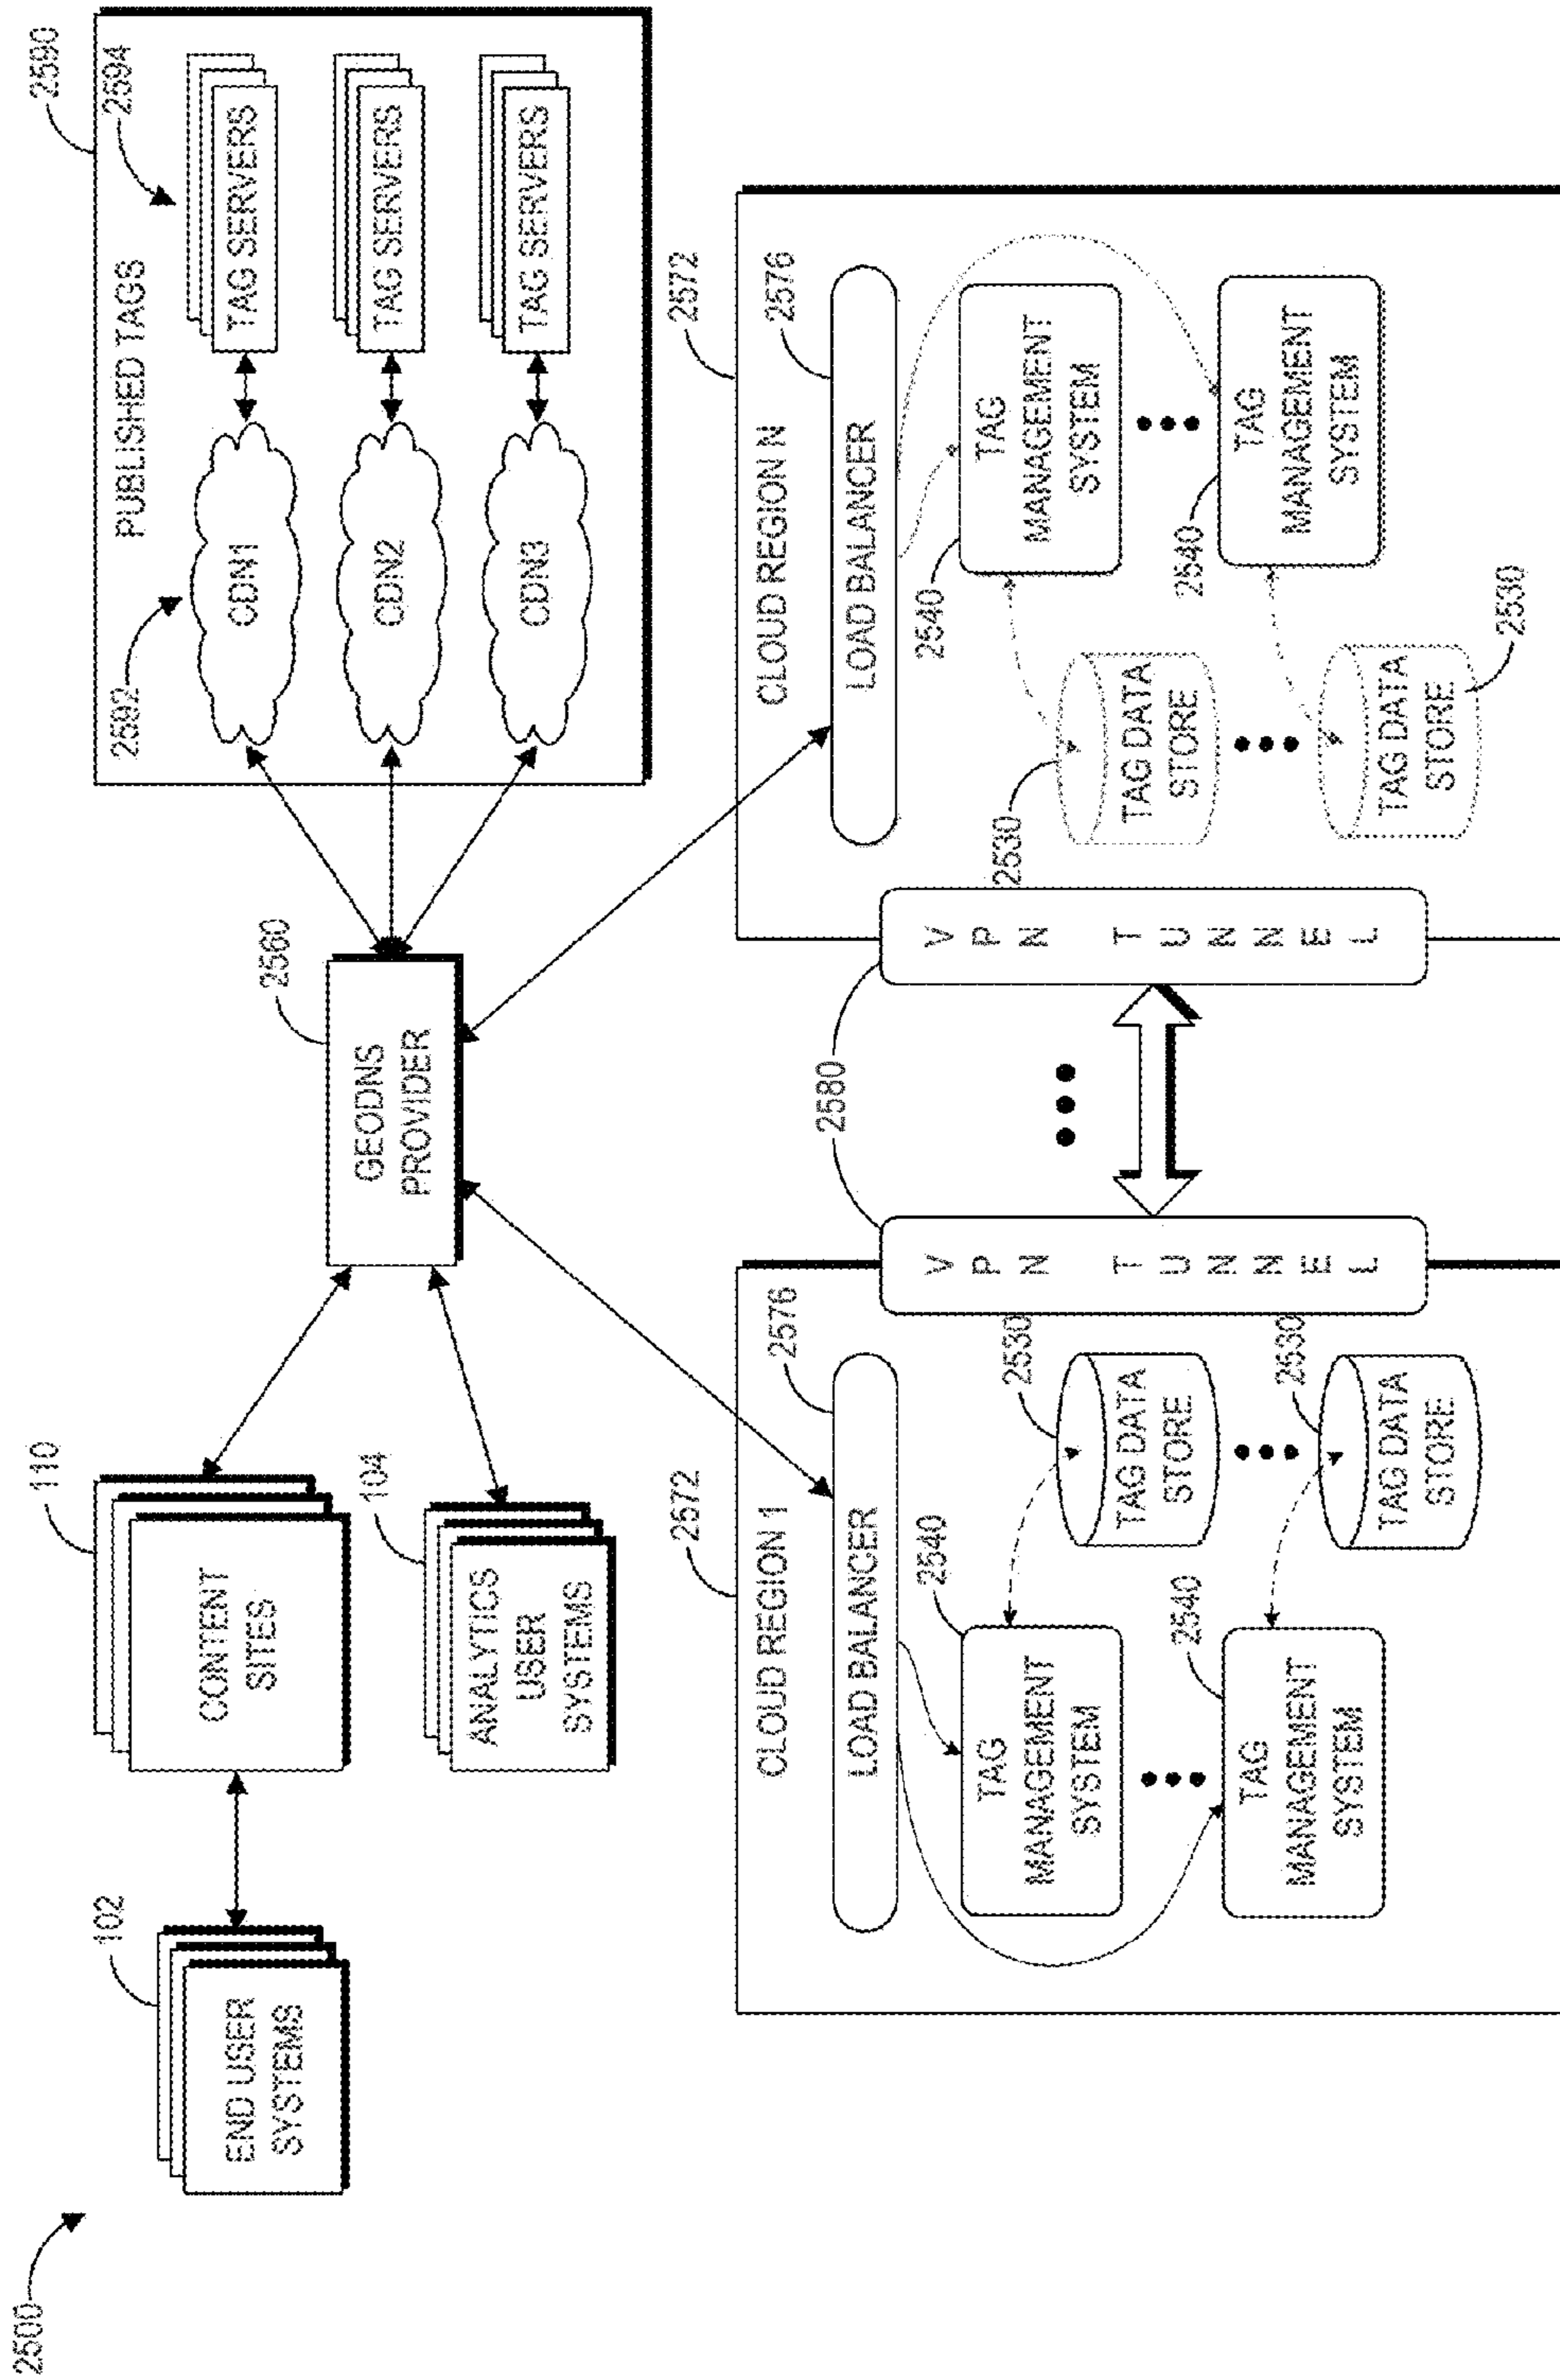 2500
102
END USER
SYSTEMS
110
CONTENT
SITES
104
ANALYTICS
USER
SYSTEMS
2560
GEODNS
PROVIDER
2590
PUBLISHED TAGS
2592
2594
CDN1
TAG SERVERS
CDN2
TAG SERVERS
CDN3
TAG SERVERS
2572
CLOUD REGION 1
2576
LOAD BALANCER
2540
TAG
MANAGEMENT
SYSTEM
2530
TAG DATA
STORE
2540
TAG
MANAGEMENT
SYSTEM
2530
TAG DATA
STORE
VPN TUNNEL
2580
VPN TUNNEL
2572
CLOUD REGION N
2576
LOAD BALANCER
2530
TAG DATA
STORE
2540
TAG
MANAGEMENT
SYSTEM
TAG DATA
STORE
2530
2540
TAG
MANAGEMENT
SYSTEM